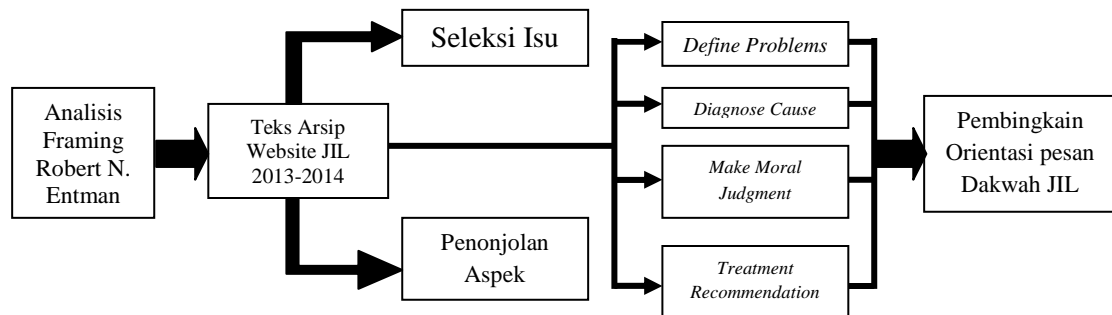 Analisis
Framing
Robert N.
Entman
Teks Arsip
Website JIL
2013-2014
Seleksi Isu
Penonjolan
Aspek
Define Problems
Diagnose Cause
Make Moral
Judgment
Treatment
Recommendation
Pembingkain
Orientasi pesan
Dakwah JIL